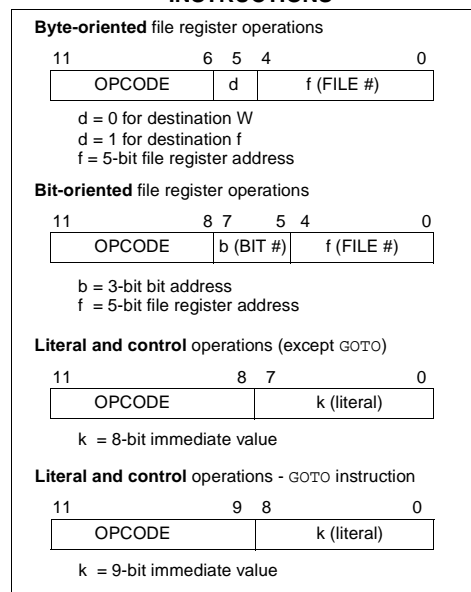 INSTRUCTIONS
Byte-oriented file register operations
11 6 5 4 0
OPCODE d f (FILE #)
d = 0 for destination W
d = 1 for destination f
f = 5-bit file register address
Bit-oriented file register operations
11 8 7 5 4 0
OPCODE b (BIT #) f (FILE #)
b = 3-bit bit address
f = 5-bit file register address
Literal and control operations (except GOTO)
11 8 7 0
OPCODE k (literal)
k = 8-bit immediate value
Literal and control operations - GOTO instruction
11 9 8 0
OPCODE k (literal)
k = 9-bit immediate value